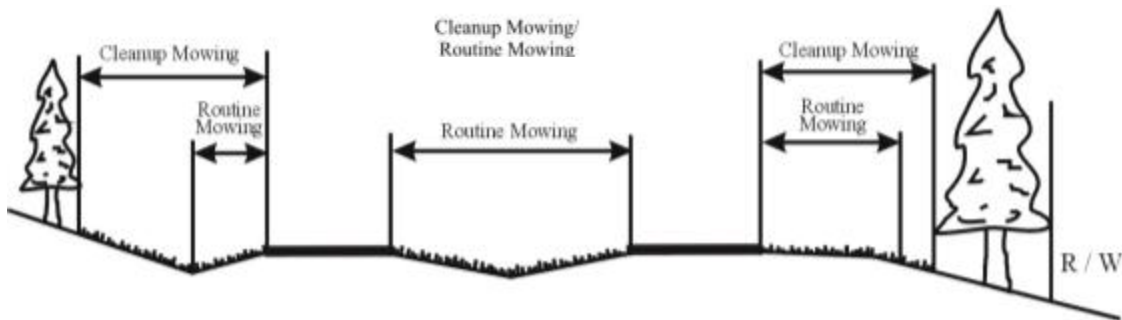 Cleanup Mowing/
Routine Mowing
Cleanup Mowing
Routine
Mowing
Routine Mowing
Cleanup Mowing
Routine
Mowing
R / W